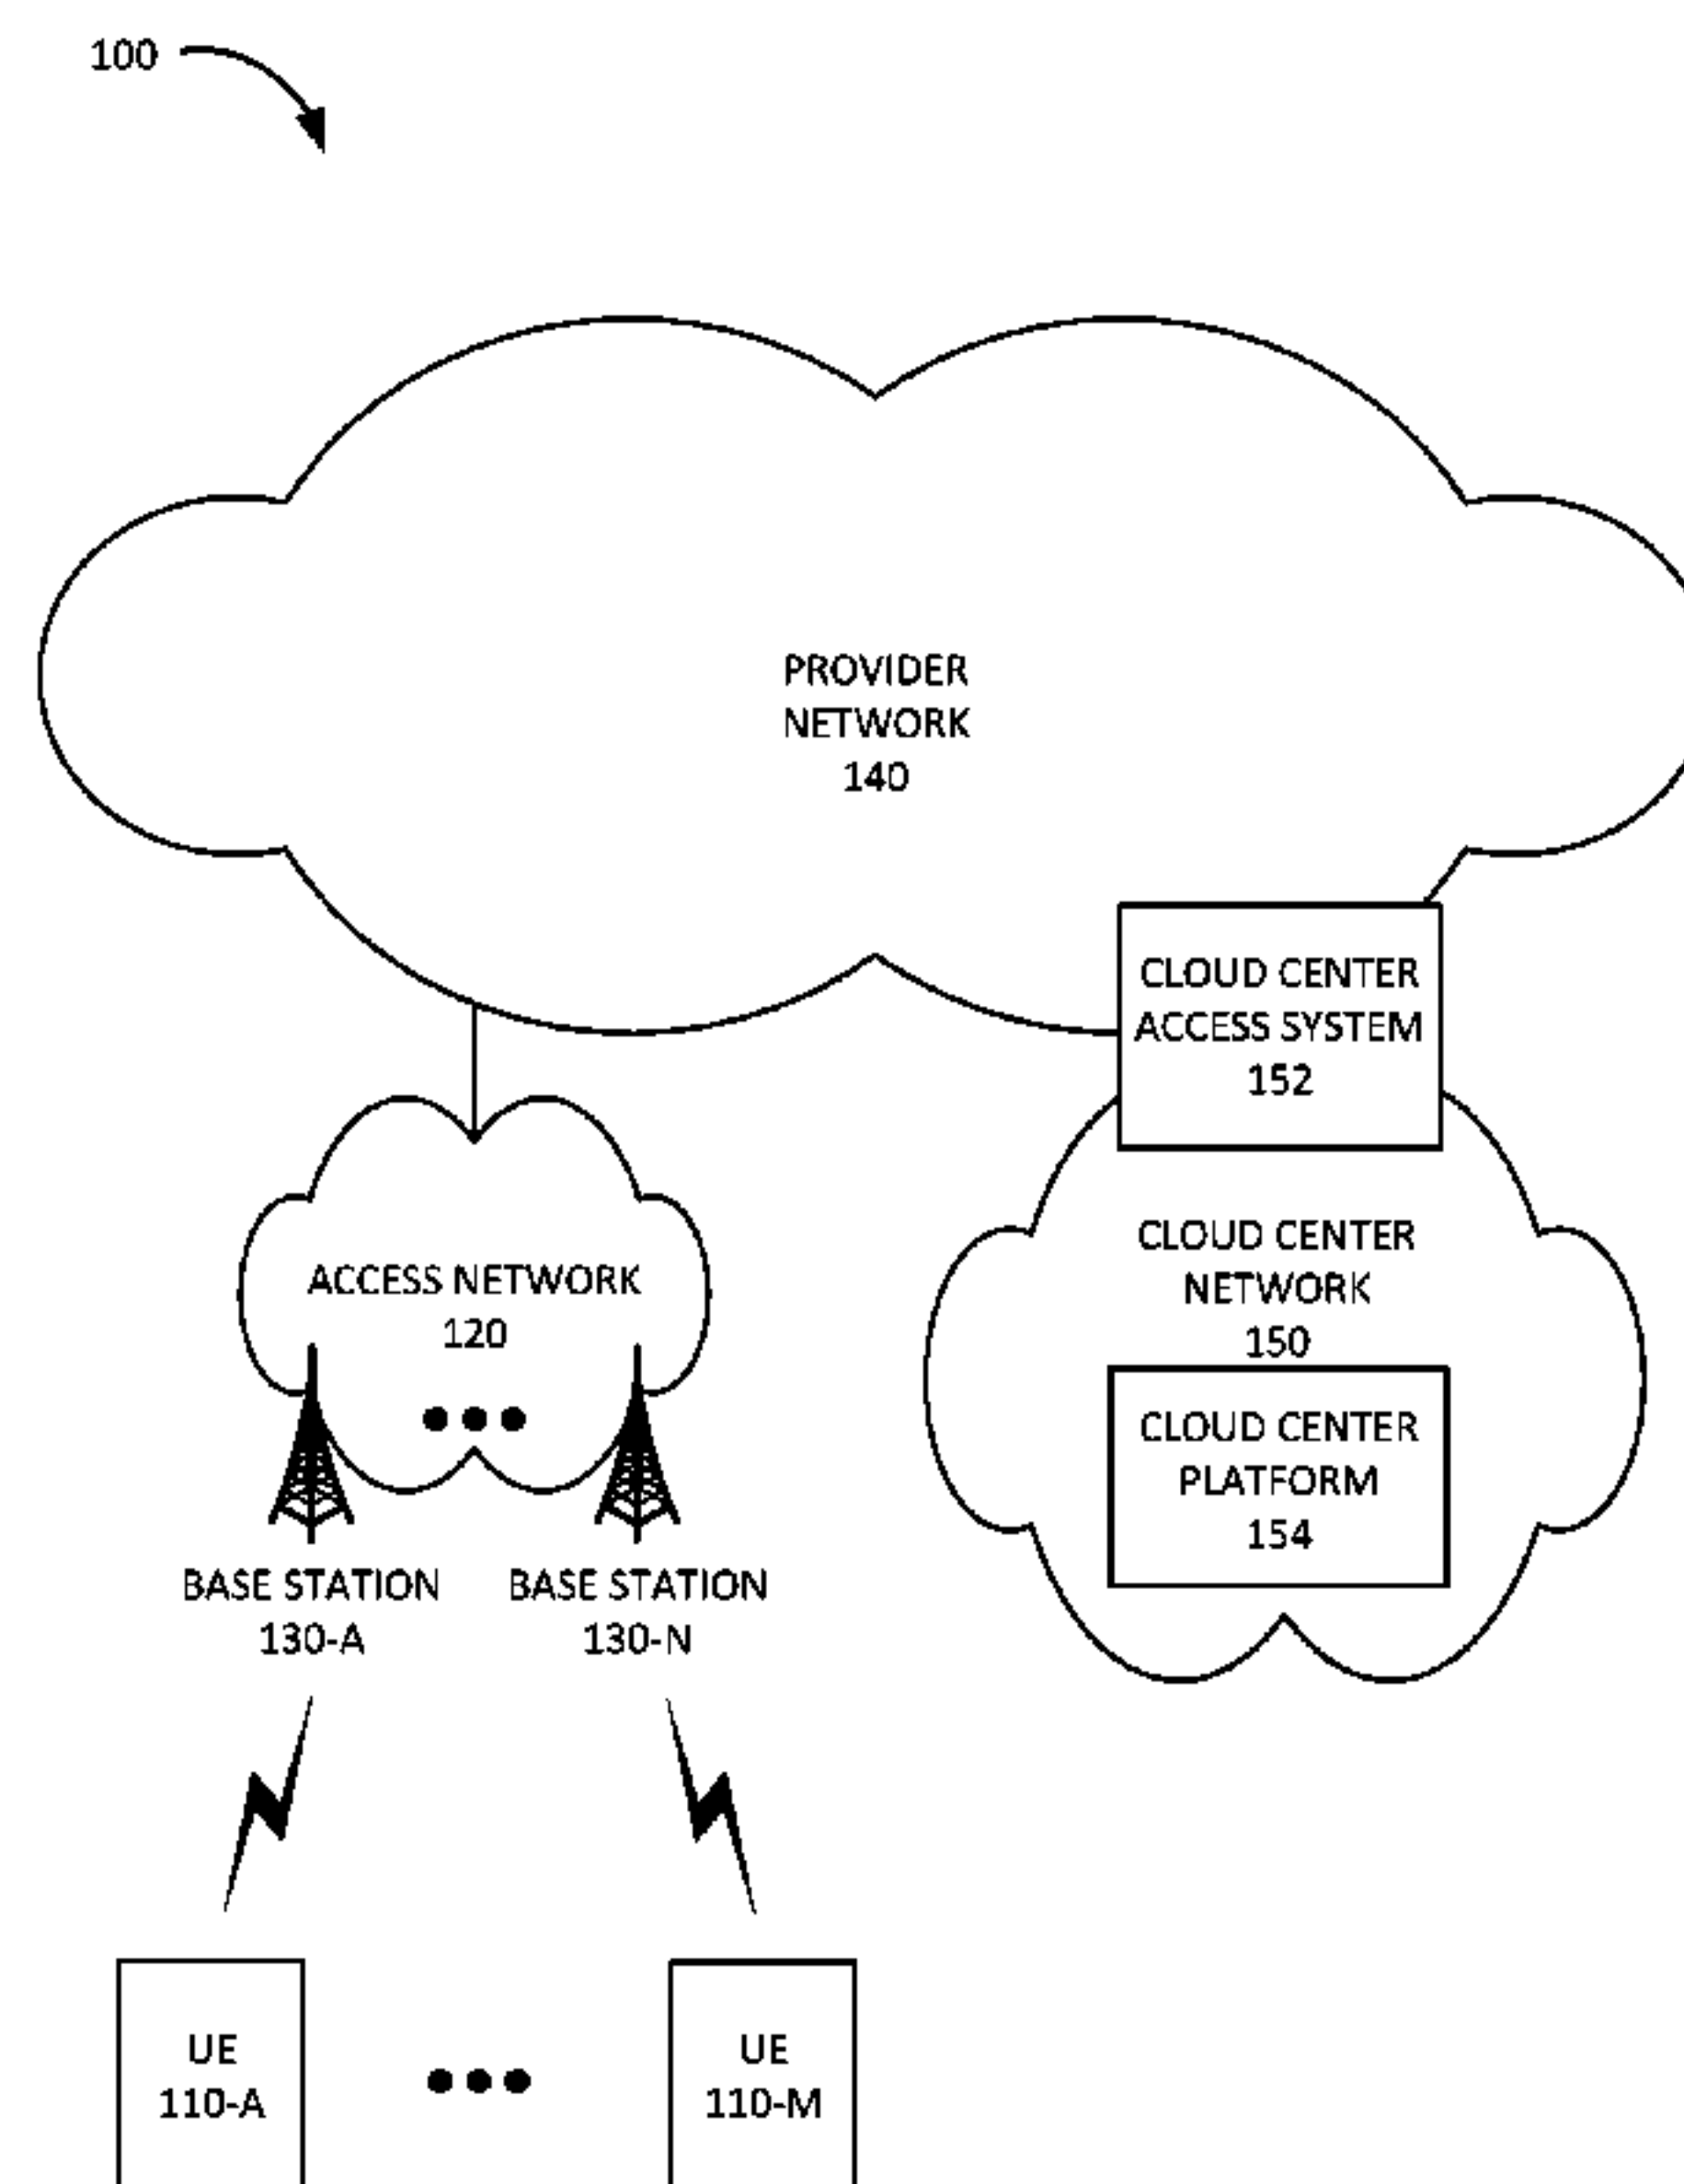 100
PROVIDER
NETWORK
140
CLOUD CENTER
ACCESS SYSTEM
152
ACCESS NETWORK
120
CLOUD CENTER
NETWORK
150
CLOUD CENTER
PLATFORM
154
BASE STATION
130-A
BASE STATION
130-N
UE
110-A
UE
110-M